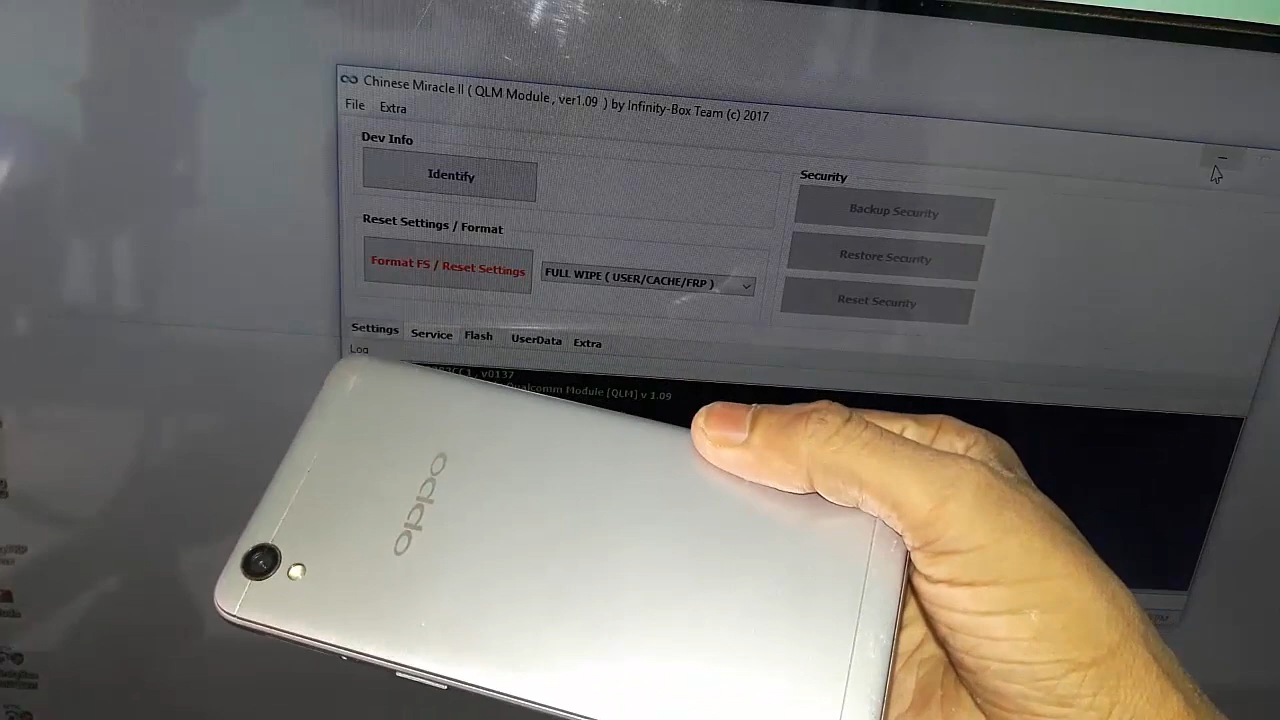 Chinese Miracle II ( QLM Module , ver1.09 ) by Infinity-Box Team (c) 2017
File Extra
Dev Info
Identify
Security
Backup Security
Reset Settings / Format
Restore Security
Format FS / Reset Settings
FULL WIPE ( USER/CACHE/FRP )
Reset Security
Settings Service Flash UserData Extra
Log
, v0137
Qualcomm Module [QLM] v 1.09
oppo